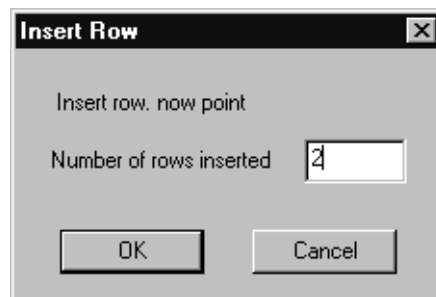 Insert Row
Insert row. now point
Number of rows inserted 2
OK Cancel